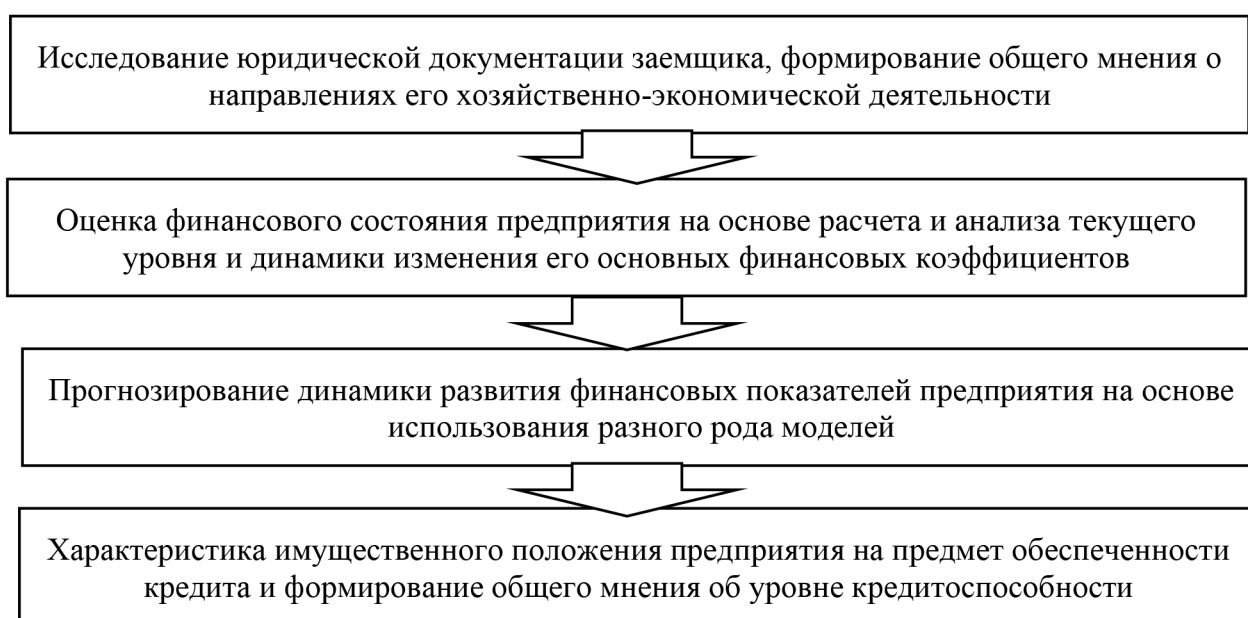 Исследование юридической документации заемщика, формирование общего мнения о
направлениях его хозяйственно-экономической деятельности
Оценка финансового состояния предприятия на основе расчета и анализа текущего
уровня и динамики изменения его основных финансовых коэффициентов
Прогнозирование динамики развития финансовых показателей предприятия на основе
использования разного рода моделей
Характеристика имущественного положения предприятия на предмет обеспеченности
кредита и формирование общего мнения об уровне кредитоспособности